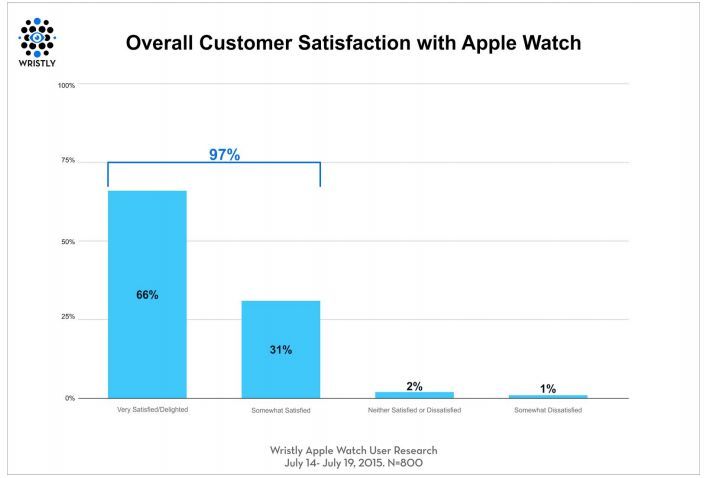 WRISTLY
Overall Customer Satisfaction with Apple Watch
100%
97%
75%
50%
25%
0%
66%
31%
2%
1%
Very Satisfied/Delighted
Somewhat Satisfied
Neither Satisfied or Dissatisfied
Somewhat Dissatisfied
Wristly Apple Watch User Research
July 14- July 19, 2015. N=800